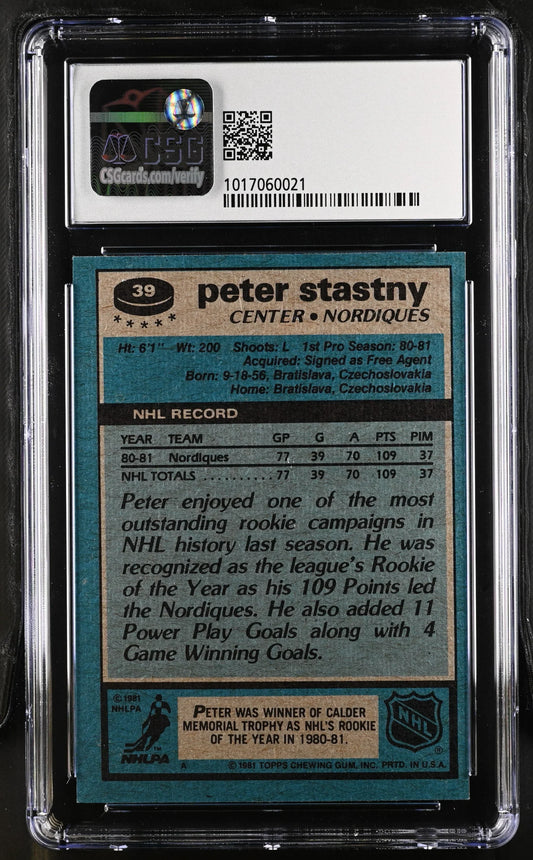 CSG
CSGcards.com/verify
1017060021
39
★★★★★
peter stastny
CENTER • NORDIQUES
Ht: 6'1" Wt: 200 Shoots: L 1st Pro Season: 80-81
Acquired: Signed as Free Agent
Born: 9-18-56, Bratislava, Czechoslovakia
Home: Bratislava, Czechoslovakia
NHL RECORD
YEAR TEAM GP G A PTS PIM
80-81 Nordiques 77 39 70 109 37
NHL TOTALS .......... 77 39 70 109 37
Peter enjoyed one of the most
outstanding rookie campaigns in
NHL history last season. He was
recognized as the league's Rookie
of the Year as his 109 Points led
the Nordiques. He also added 11
Power Play Goals along with 4
Game Winning Goals.
© 1981
NHLPA
NHLPA
TM
PETER WAS WINNER OF CALDER
MEMORIAL TROPHY AS NHL'S ROOKIE
OF THE YEAR IN 1980-81.
NHL
®
A © 1981 TOPPS CHEWING GUM, INC. PRTD. IN U.S.A.